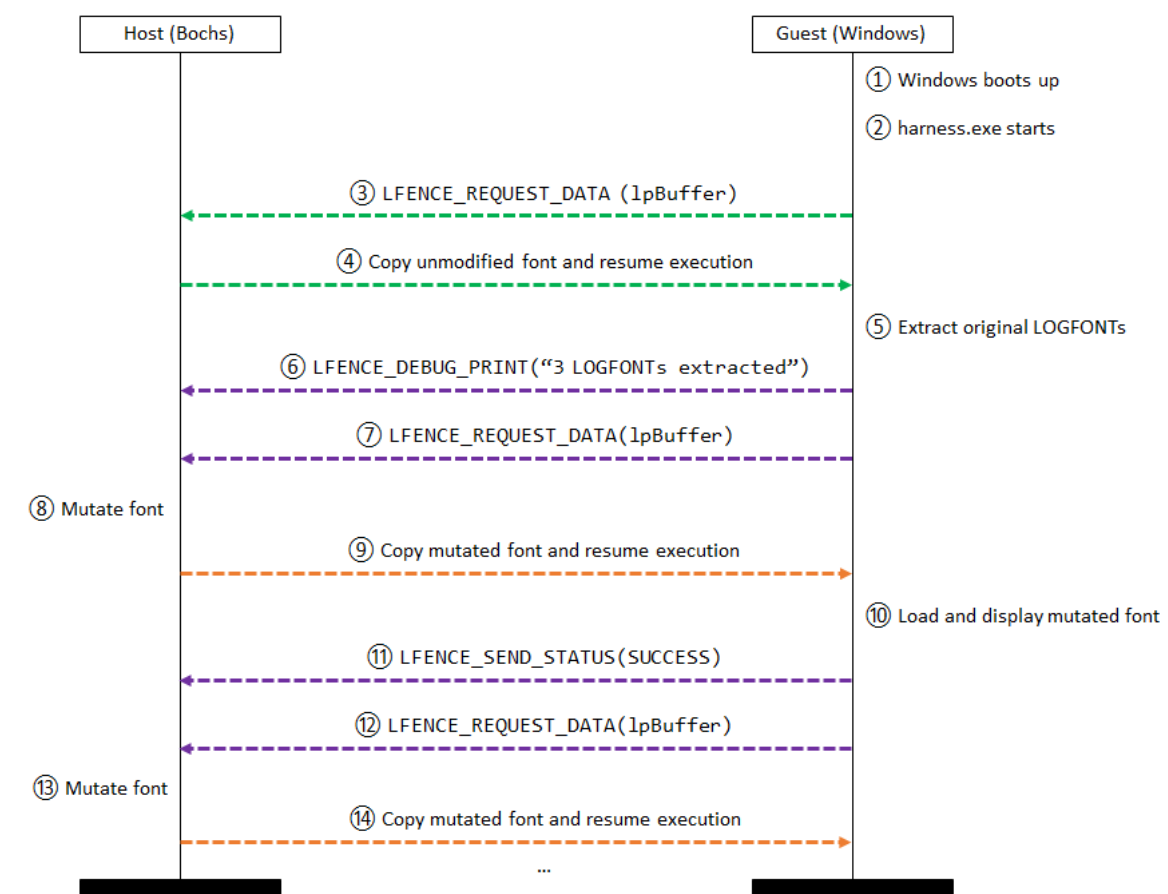 Host (Bochs)
Guest (Windows)
① Windows boots up
② harness.exe starts
③ LFENCE_REQUEST_DATA (lpBuffer)
④ Copy unmodified font and resume execution
⑤ Extract original LOGFONTs
⑥ LFENCE_DEBUG_PRINT(“3 LOGFONTs extracted”)
⑦ LFENCE_REQUEST_DATA(lpBuffer)
⑧ Mutate font
⑨ Copy mutated font and resume execution
⑩ Load and display mutated font
⑪ LFENCE_SEND_STATUS(SUCCESS)
⑫ LFENCE_REQUEST_DATA(lpBuffer)
⑬ Mutate font
⑭ Copy mutated font and resume execution
...